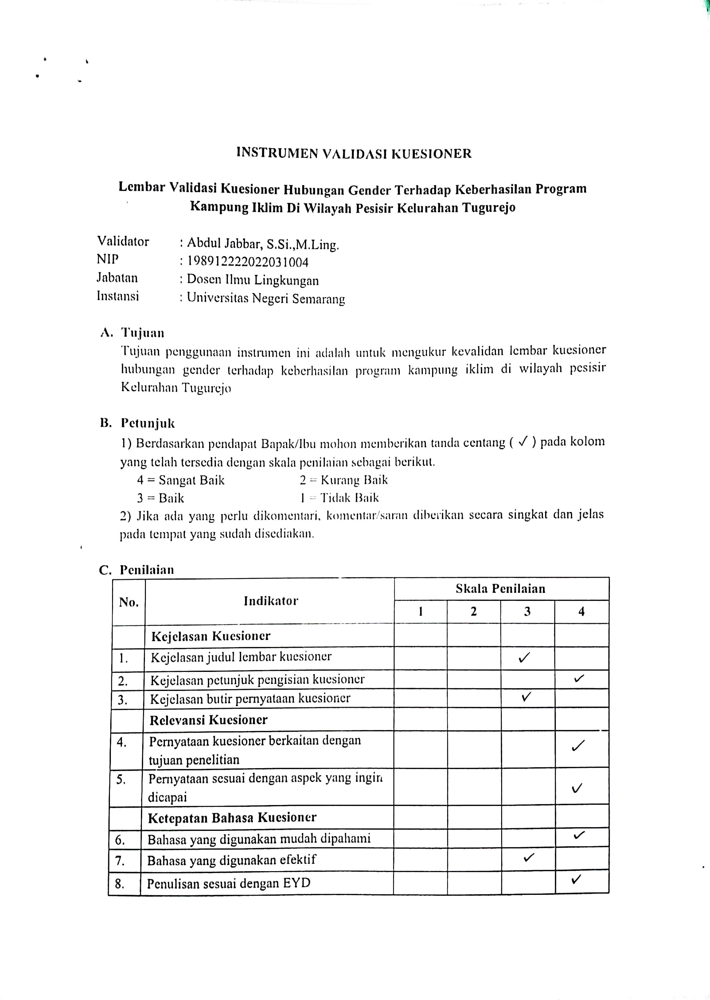 INSTRUMEN VALIDASI KUESIONER
Lembar Validasi Kuesioner Hubungan Gender Terhadap Keberhasilan Program
Kampung Iklim Di Wilayah Pesisir Kelurahan Tugurejo
Validator : Abdul Jabbar, S.Si.,M.Ling.
NIP : 198912222022031004
Jabatan : Dosen Ilmu Lingkungan
Instansi : Universitas Negeri Semarang
A. Tujuan
Tujuan penggunaan instrumen ini adalah untuk mengukur kevalidan lembar kuesioner
hubungan gender terhadap keberhasilan program kampung iklim di wilayah pesisir
Kelurahan Tugurejo
B. Petunjuk
1) Berdasarkan pendapat Bapak/Ibu mohon memberikan tanda centang ( ✓ ) pada kolom
yang telah tersedia dengan skala penilaian sebagai berikut.
4 = Sangat Baik 2 = Kurang Baik
3 = Baik 1 = Tidak Baik
2) Jika ada yang perlu dikomentari, komentar/saran diberikan secara singkat dan jelas
pada tempat yang sudah disediakan.
C. Penilaian
No. Indikator Skala Penilaian
1 2 3 4
Kejelasan Kuesioner
1. Kejelasan judul lembar kuesioner ✓
2. Kejelasan petunjuk pengisian kuesioner ✓
3. Kejelasan butir pernyataan kuesioner ✓
Relevansi Kuesioner
4. Pernyataan kuesioner berkaitan dengan
tujuan penelitian ✓
5. Pernyataan sesuai dengan aspek yang ingin
dicapai ✓
Ketepatan Bahasa Kuesioner
6. Bahasa yang digunakan mudah dipahami ✓
7. Bahasa yang digunakan efektif ✓
8. Penulisan sesuai dengan EYD ✓